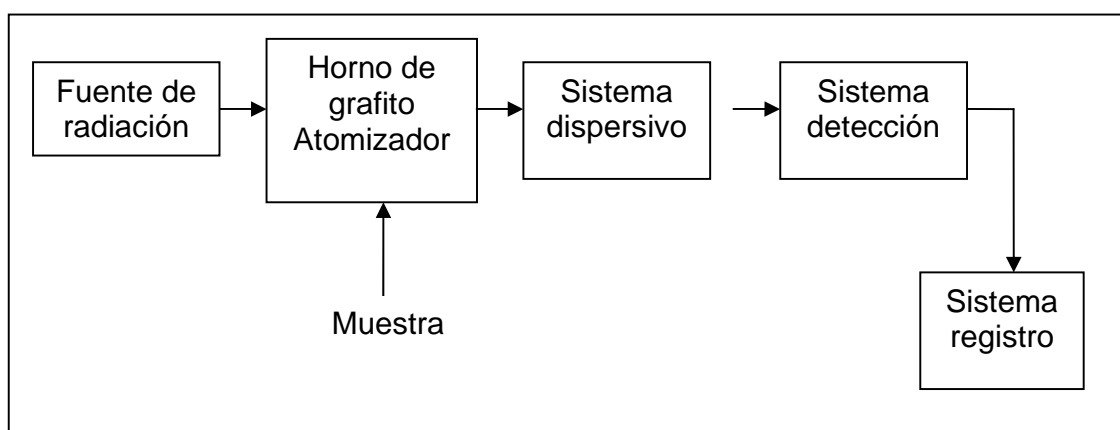 Fuente de
radiación
Horno de
grafito
Atomizador
Sistema
dispersivo
Sistema
detección
Muestra
Sistema
registro